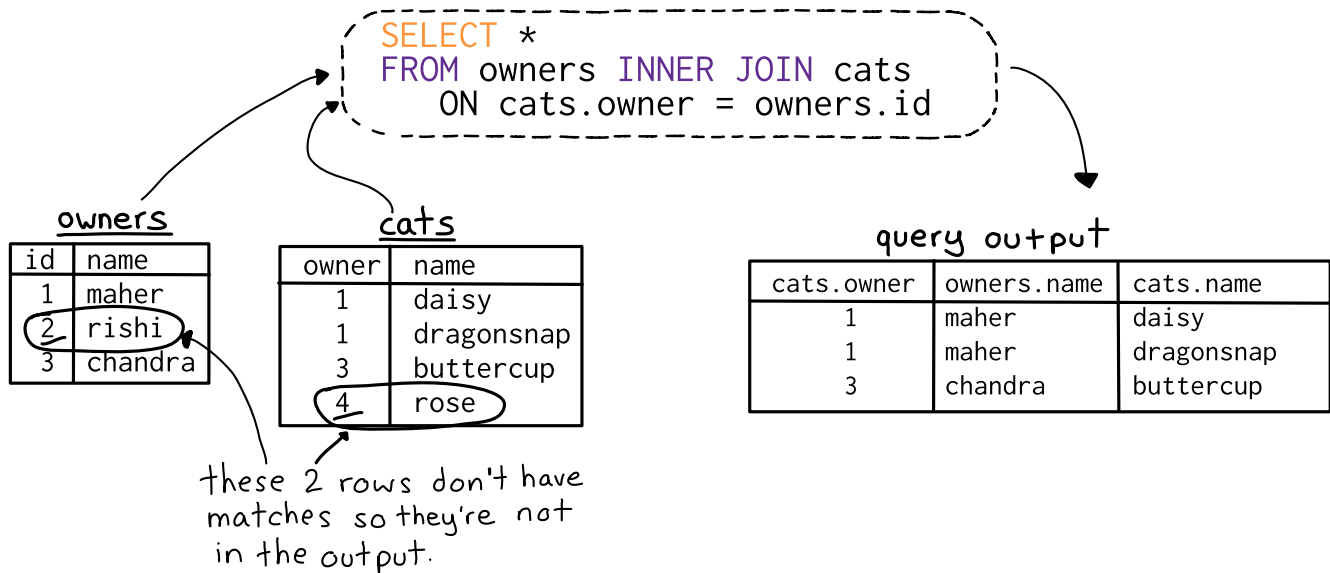 SELECT *
FROM owners INNER JOIN cats
ON cats.owner = owners.id
owners
id name
1 maher
2 rishi
3 chandra
cats
owner name
1 daisy
1 dragonsnap
3 buttercup
4 rose
these 2 rows don't have
matches so they're not
in the output.
query output
cats.owner owners.name cats.name
1 maher daisy
1 maher dragonsnap
3 chandra buttercup